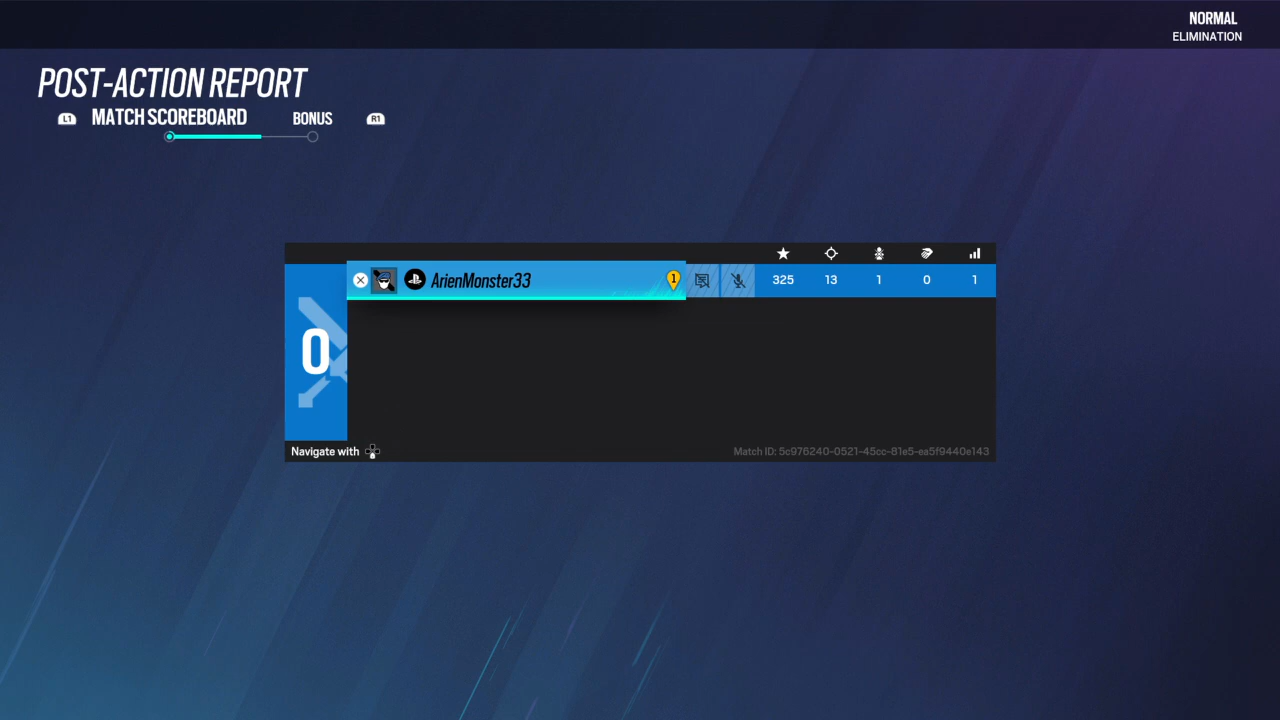 NORMAL
ELIMINATION
POST-ACTION REPORT
L1 MATCH SCOREBOARD BONUS R1
ArienMonster33 1 325 13 1 0 1
0
Navigate with
Match ID: 5c976240-0521-45cc-81e5-ea5f9440e143